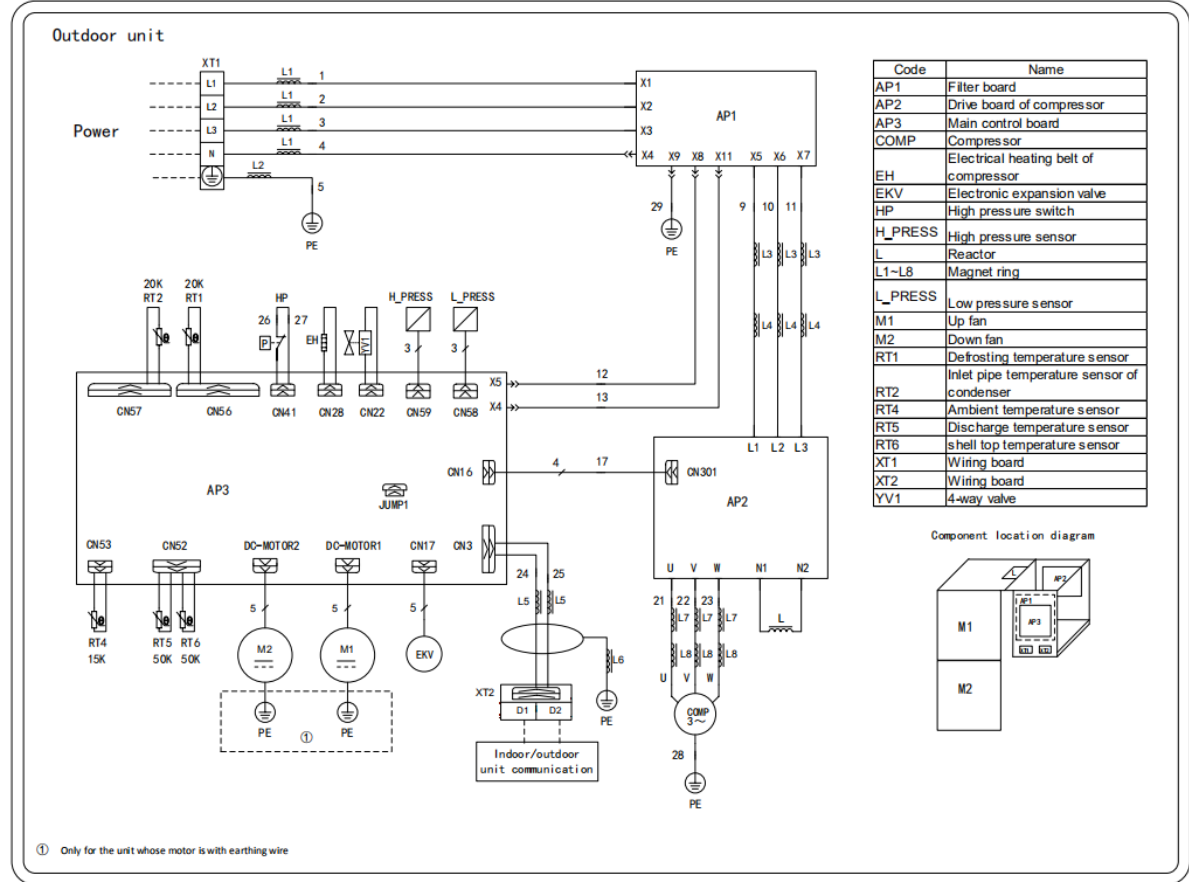 Outdoor unit
XT1
L1
L1
1
X1
L2
L1
2
X2
Power
L3
L1
3
X3
AP1
N
L1
4
X4 X9 X8 X11 X5 X6 X7
L2
5
PE
29
PE
9 10 11
L3 L3 L3
L4 L4 L4
20K 20K
RT2 RT1
HP
26 27
P
EH
YV1
H_PRESS L_PRESS
3 3
CN57 CN56 CN41 CN28 CN22 CN59 CN58
X5
12
X4
13
CN16
4 17
CN301
L1 L2 L3
AP2
AP3
JUMP1
CN53 CN52 DC-MOTOR2 DC-MOTOR1 CN17 CN3
U V W N1 N2
24 25
L5 L5
21 22 23
L7 L7 L7
L
L8 L8 L8
U V W
RT4 RT5 RT6
15K 50K 50K
5 5 5
M2 M1 EKV
PE PE
①
L6
PE
XT2
D1 D2
Indoor/outdoor
unit communication
COMP
3~
28
PE
Code Name
AP1 Filter board
AP2 Drive board of compressor
AP3 Main control board
COMP Compressor
Electrical heating belt of
EH compressor
EKV Electronic expansion valve
HP High pressure switch
H_PRESS High pressure sensor
L Reactor
L1~L8 Magnet ring
L_PRESS Low pressure sensor
M1 Up fan
M2 Down fan
RT1 Defrosting temperature sensor
Inlet pipe temperature sensor of
RT2 condenser
RT4 Ambient temperature sensor
RT5 Discharge temperature sensor
RT6 shell top temperature sensor
XT1 Wiring board
XT2 Wiring board
YV1 4-way valve
Component location diagram
L
AP2
AP1
AP3
M1
M2
① Only for the unit whose motor is with earthing wire